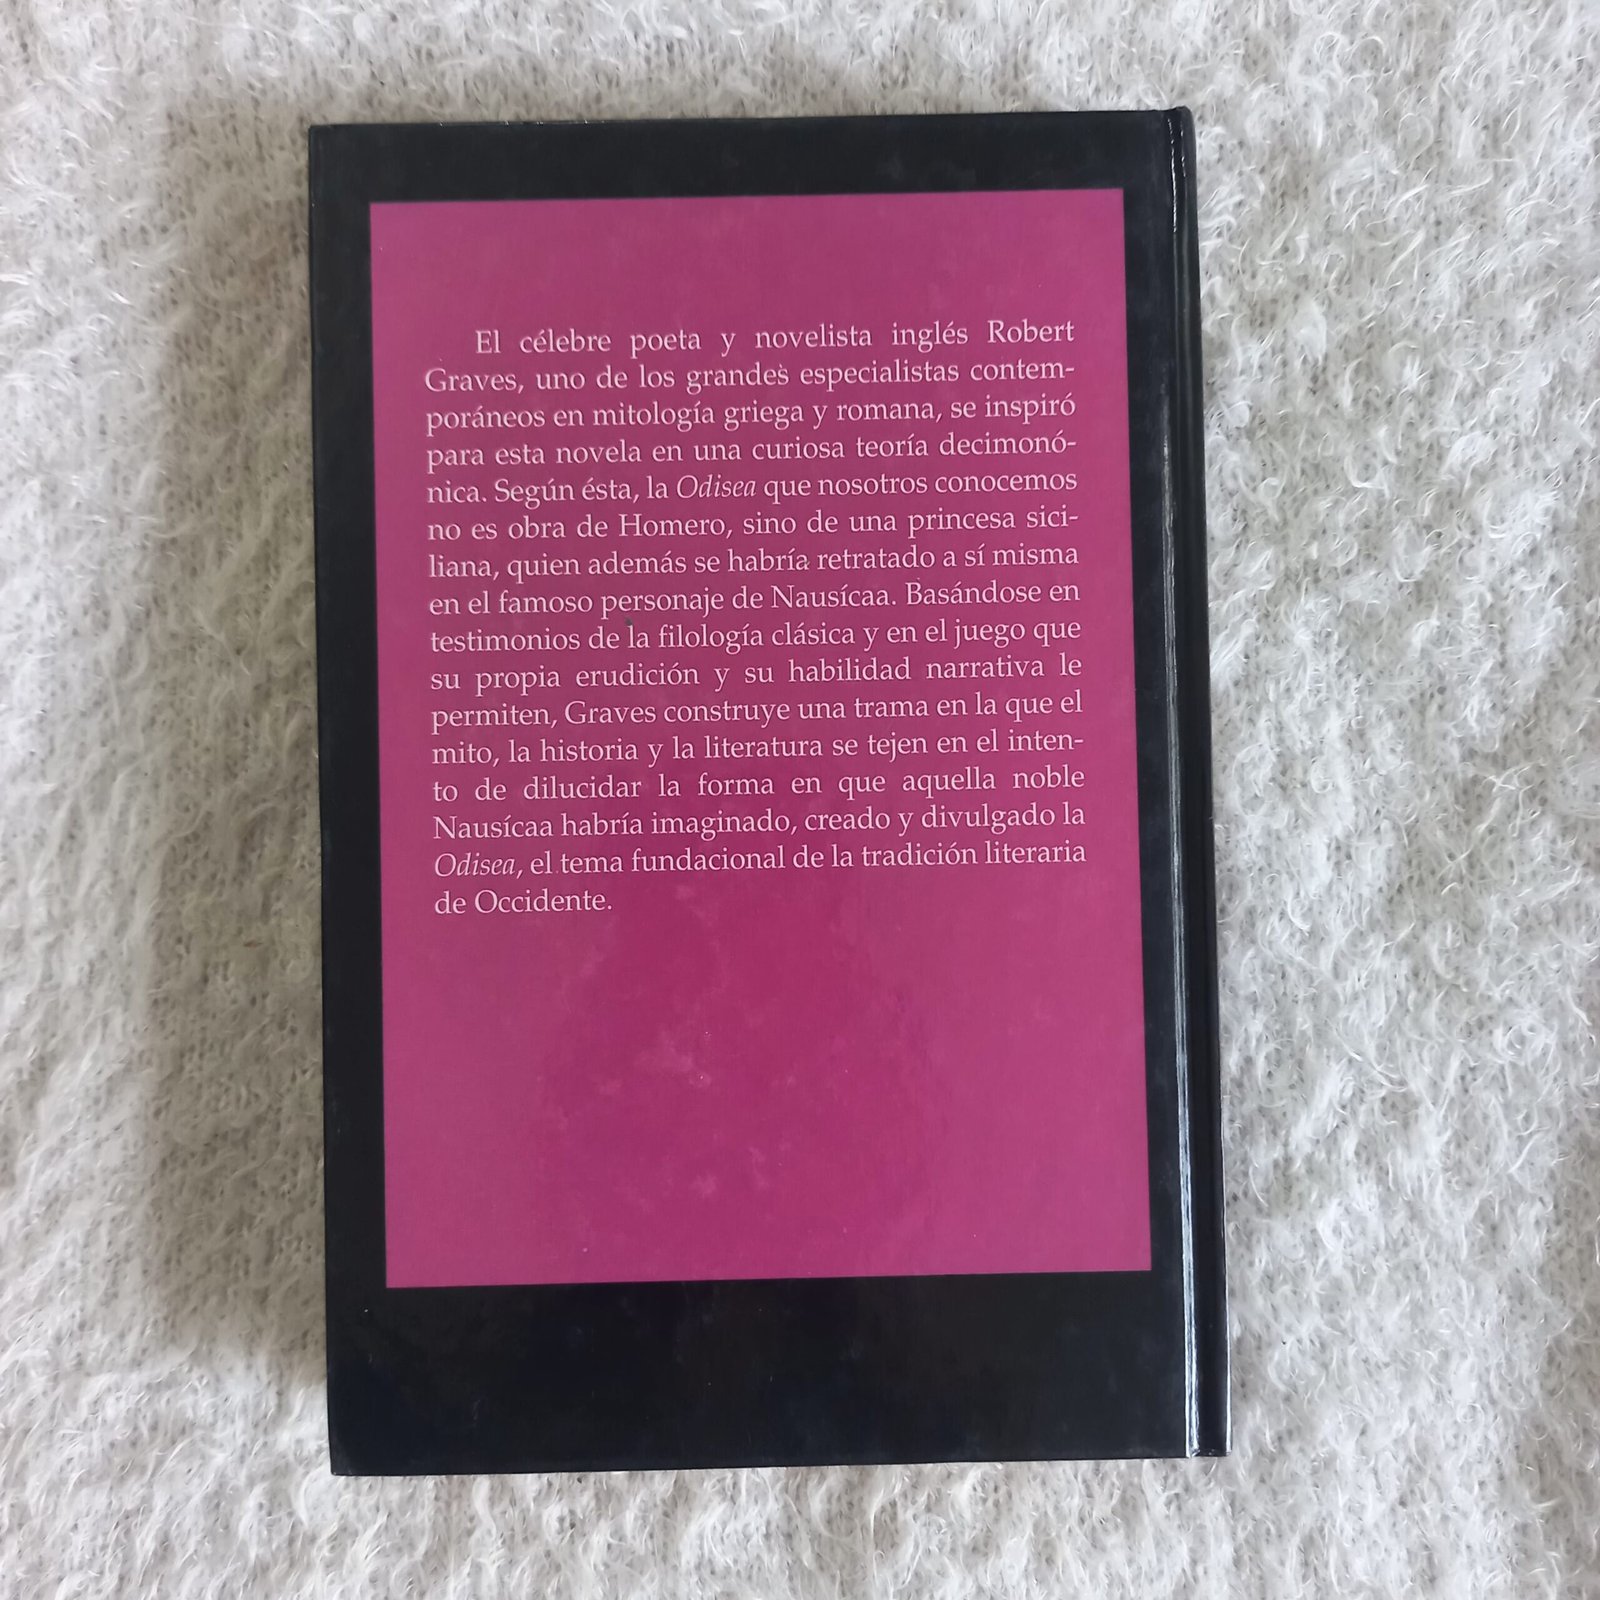 El célebre poeta y novelista inglés Robert
Graves, uno de los grandes especialistas contem-
poráneos en mitología griega y romana, se inspiró
para esta novela en una curiosa teoría decimonó-
nica. Según ésta, la Odisea que nosotros conocemos
no es obra de Homero, sino de una princesa sici-
liana, quien además se habría retratado a sí misma
en el famoso personaje de Nausícaa. Basándose en
testimonios de la filología clásica y en el juego que
su propia erudición y su habilidad narrativa le
permiten, Graves construye una trama en la que el
mito, la historia y la literatura se tejen en el inten-
to de dilucidar la forma en que aquella noble
Nausícaa habría imaginado, creado y divulgado la
Odisea, el tema fundacional de la tradición literaria
de Occidente.